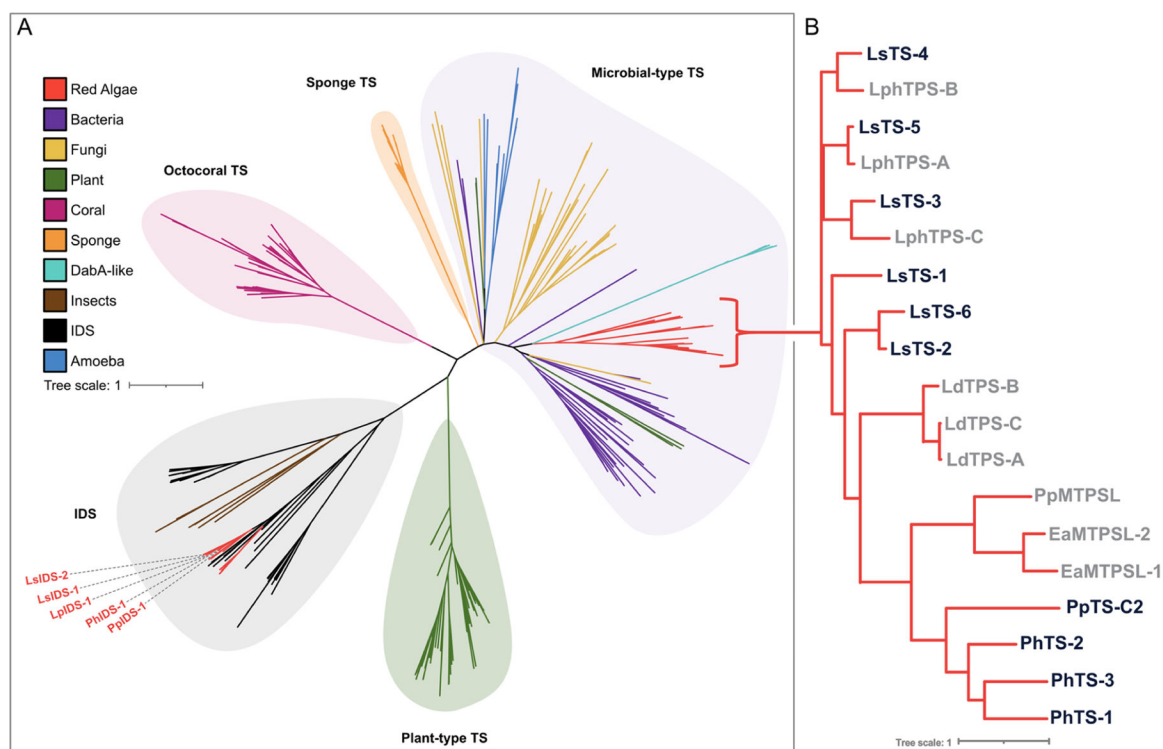 A
Red Algae
Bacteria
Fungi
Plant
Coral
Sponge
DabA-like
Insects
IDS
Amoeba
Tree scale: 1
Octocoral TS
Sponge TS
Microbial-type TS
IDS
LsIDS-2
LsIDS-1
LpIDS-1
PhIDS-1
PpIDS-1
Plant-type TS
B
LsTS-4
LphTPS-B
LsTS-5
LphTPS-A
LsTS-3
LphTPS-C
LsTS-1
LsTS-6
LsTS-2
LdTPS-B
LdTPS-C
LdTPS-A
PpMTPSL
EaMTPSL-2
EaMTPSL-1
PpTS-C2
PhTS-2
PhTS-3
PhTS-1
Tree scale: 1